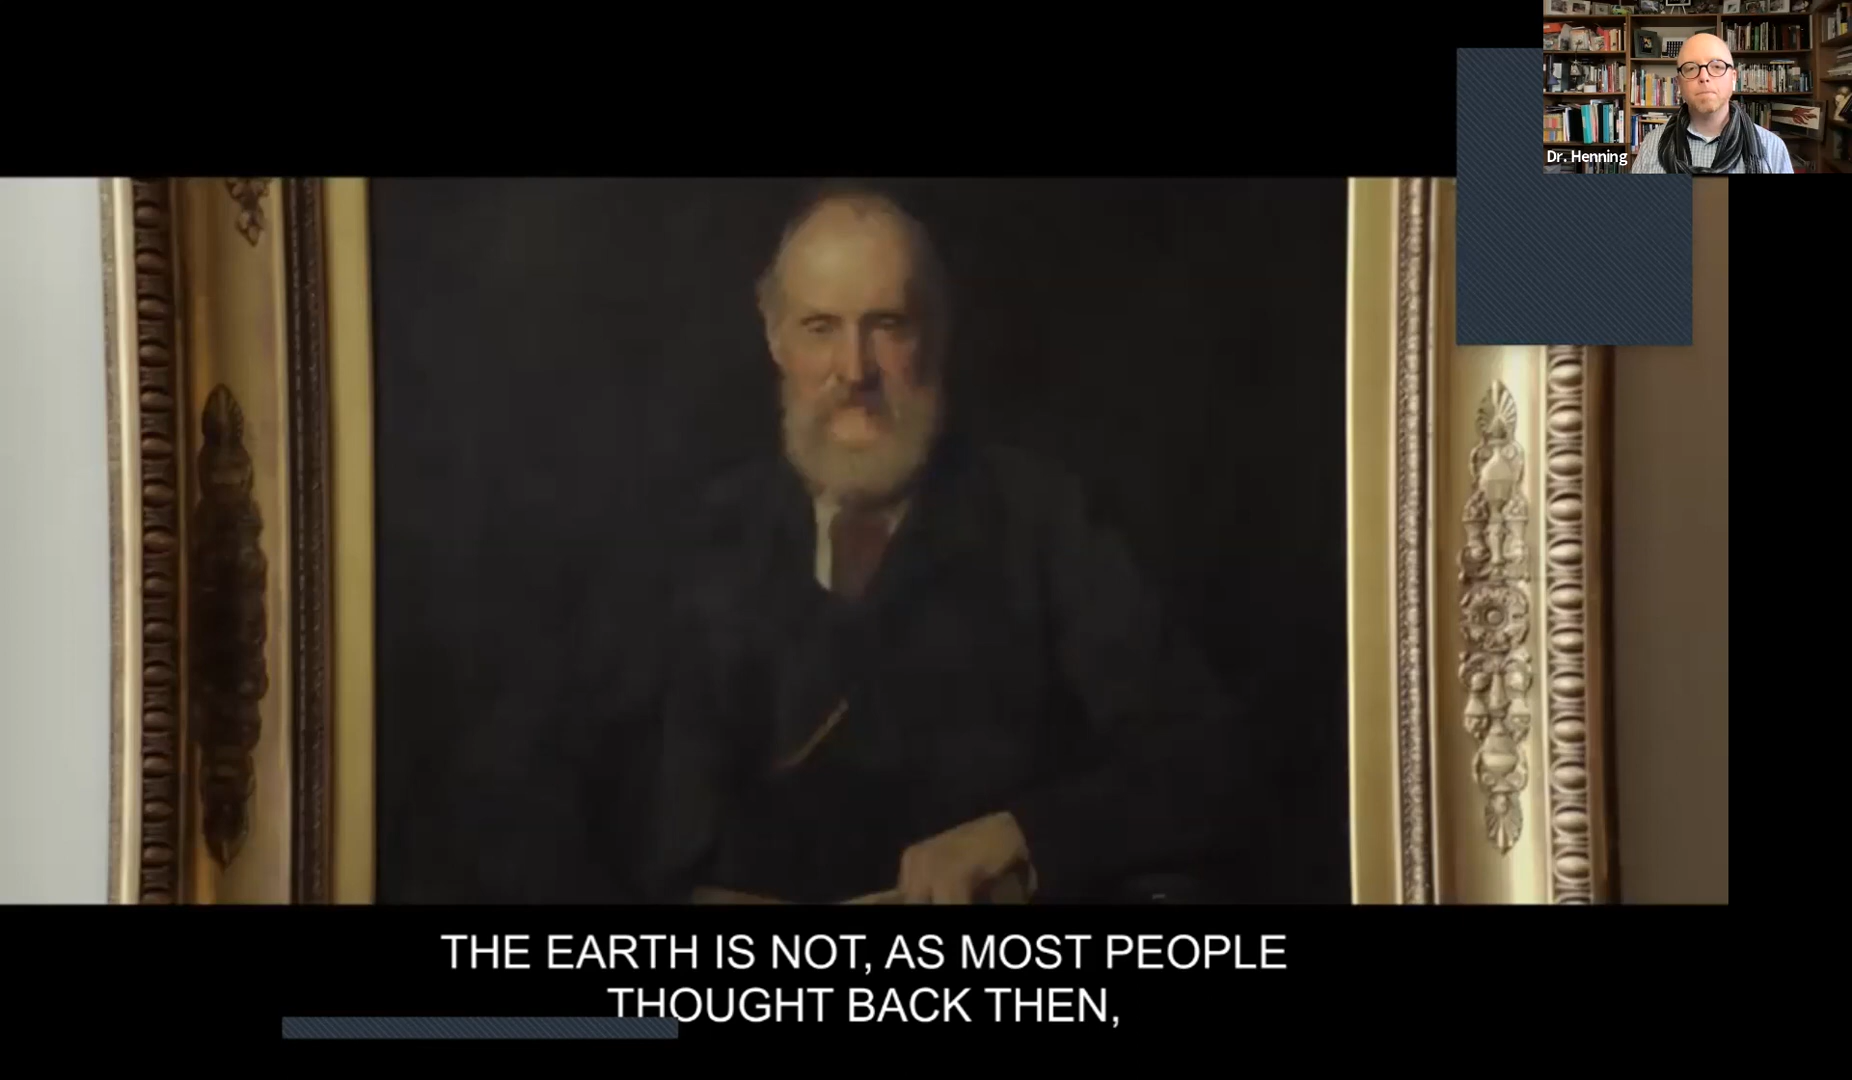 Dr. Henning
THE EARTH IS NOT, AS MOST PEOPLE
THOUGHT BACK THEN,